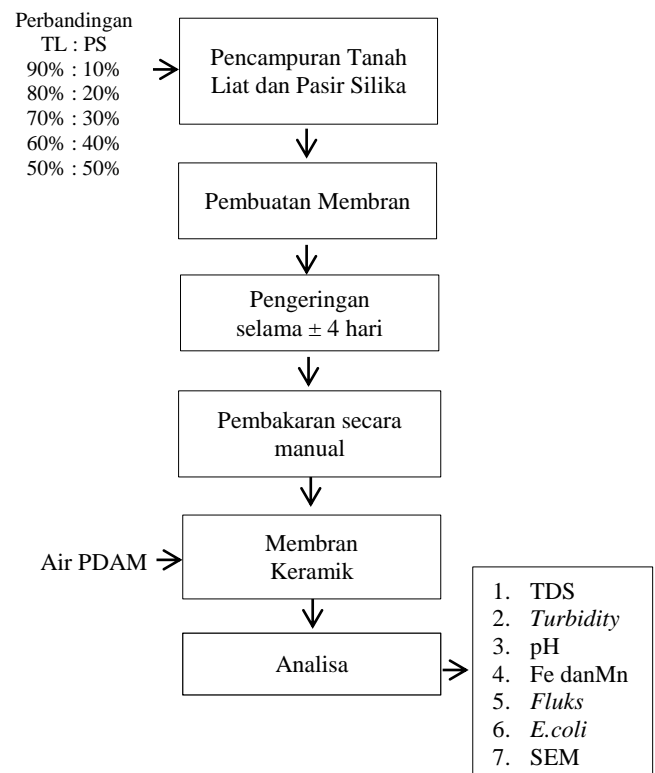 Perbandingan
TL : PS
90% : 10%
80% : 20%
70% : 30%
60% : 40%
50% : 50%
Pencampuran Tanah
Liat dan Pasir Silika
Pembuatan Membran
Pengeringan
selama ± 4 hari
Pembakaran secara
manual
Air PDAM
Membran
Keramik
Analisa
1. TDS
2. Turbidity
3. pH
4. Fe danMn
5. Fluks
6. E.coli
7. SEM